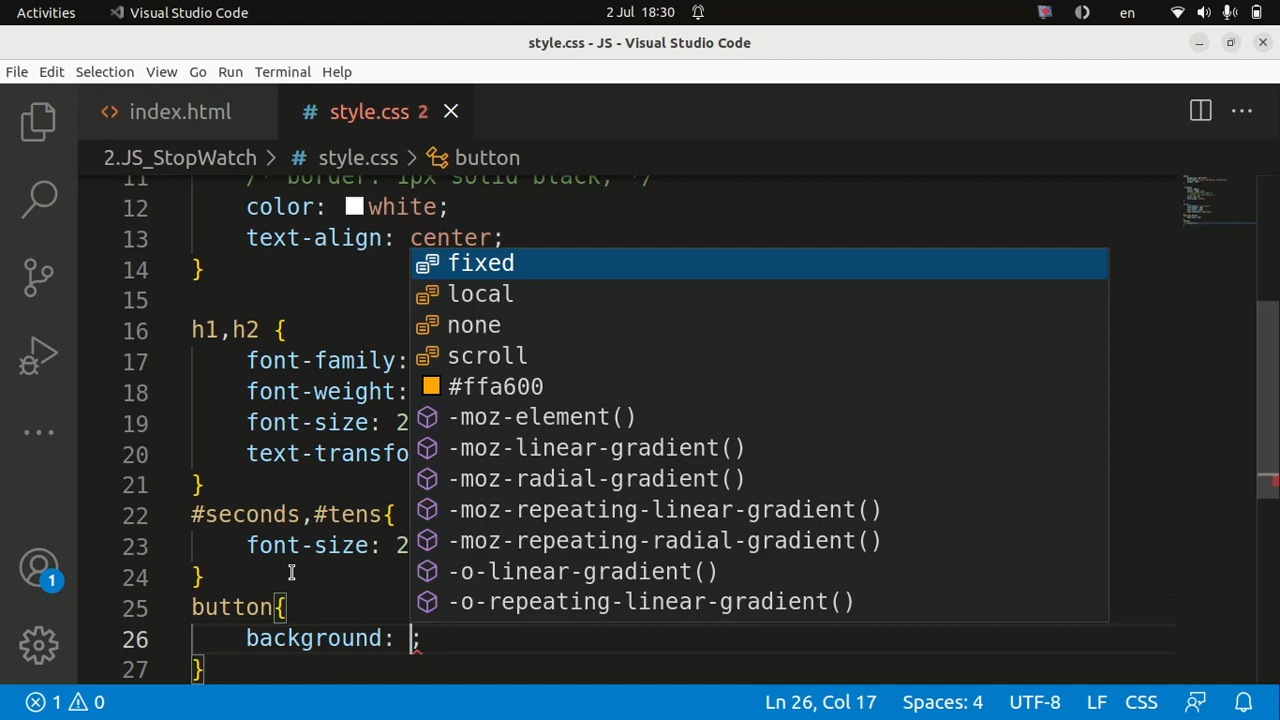 Activities Visual Studio Code 2 Jul 18:30 en
style.css - JS - Visual Studio Code
File Edit Selection View Go Run Terminal Help
<> index.html # style.css 2
2.JS_StopWatch > # style.css > button
11 /* border: 1px solid black; */
12 color: white;
13 text-align: center;
14 }
fixed
15
local
16 h1,h2 {
none
17 font-family:
scroll
18 font-weight:
#ffa600
19 font-size: 2
-moz-element()
20 text-transfo
-moz-linear-gradient()
21 }
-moz-radial-gradient()
22 #seconds,#tens{
-moz-repeating-linear-gradient()
23 font-size: 2
-moz-repeating-radial-gradient()
24 }
-o-linear-gradient()
25 button{
-o-repeating-linear-gradient()
26 background: ;
27 }
1
1 0 Ln 26, Col 17 Spaces: 4 UTF-8 LF CSS